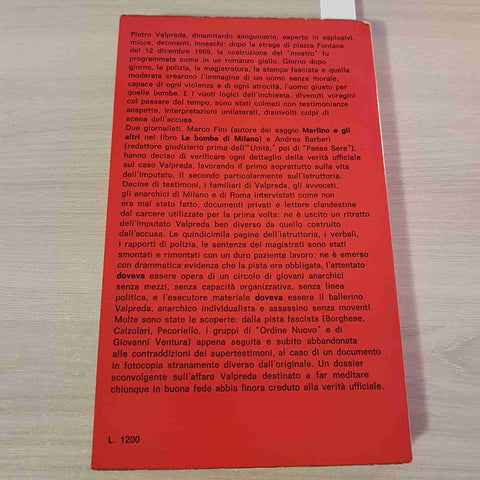 Pietro Valpreda, dinamitardo sanguinario, esperto in esplosivi,
micce, detonanti, inneschi: dopo la strage di piazza Fontana
del 12 dicembre 1969, la costruzione del "mostro" fu
programmata come in un romanzo giallo. Giorno dopo
giorno, la polizia, la magistratura, la stampa fascista e quella
moderata crearono l'immagine di un uomo senza morale,
capace di ogni violenza e di ogni atrocità, l'uomo giusto per
quelle bombe. E i vuoti logici dell'inchiesta, divenuti voragini
col passare del tempo, sono stati colmati con testimonianze
sospette, interpretazioni unilaterali, disinvolti colpi di
scena dell'accusa.
Due giornalisti, Marco Fini (autore del saggio Merlino e gli
altri nel libro Le bombe di Milano) e Andrea Barberi
(redattore giudiziario prima dell'"Unità," poi di "Paese Sera"),
hanno deciso di verificare ogni dettaglio della verità ufficiale
sul caso Valpreda, lavorando il primo soprattutto sulla vita
dell'imputato, il secondo particolarmente sull'istruttoria.
Decine di testimoni, i familiari di Valpreda, gli avvocati,
gli anarchici di Milano e di Roma intervistati come non
era mai stato fatto, documenti privati e lettere clandestine
dal carcere utilizzate per la prima volta: ne è uscito un ritratto
dell'imputato Valpreda ben diverso da quello costruito
dall'accusa. Le quindicimila pagine dell'istruttoria, i verbali,
i rapporti di polizia, le sentenze dei magistrati sono stati
smontati e rimontati con un duro paziente lavoro: ne è emerso
con drammatica evidenza che la pista era obbligata, l'attentato
doveva essere opera di un circolo di giovani anarchici
senza mezzi, senza capacità organizzativa, senza linea
politica, e l'esecutore materiale doveva essere il ballerino
Valpreda, anarchico individualista e assassino senza moventi.
Molte sono state le scoperte: dalla pista fascista (Borghese,
Calzolari, Pecoriello, i gruppi di "Ordine Nuovo" e di
Giovanni Ventura) appena seguita e subito abbandonata
alle contraddizioni dei supertestimoni, al caso di un documento
in fotocopia stranamente diverso dall'originale. Un dossier
sconvolgente sull'affare Valpreda destinato a far meditare
chiunque in buona fede abbia finora creduto alla verità ufficiale.
L. 1200